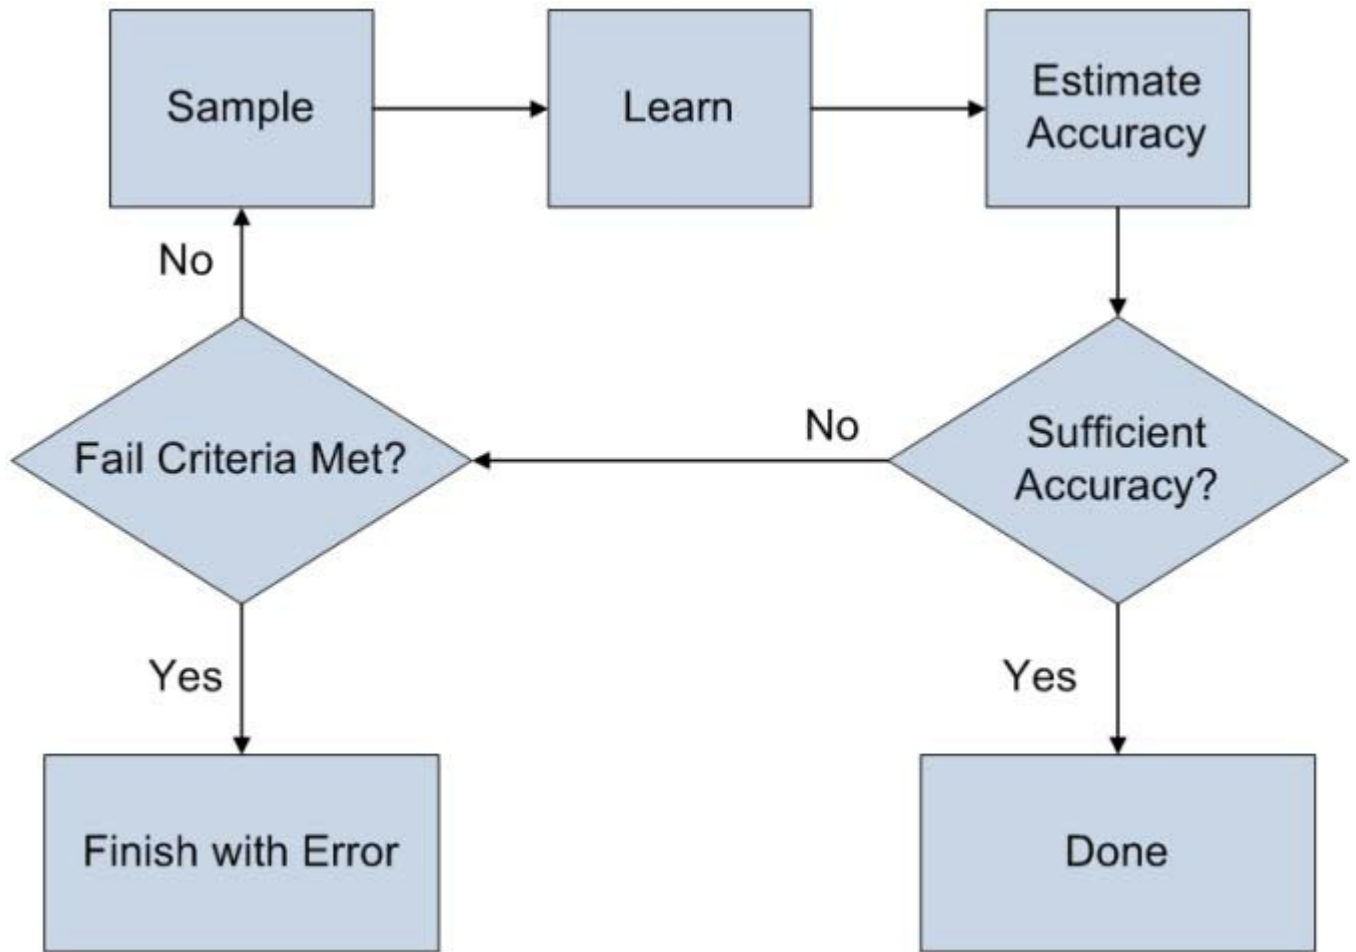 Sample
Learn
Estimate
Accuracy
No
No
Fail Criteria Met?
Sufficient
Accuracy?
Yes
Yes
Finish with Error
Done